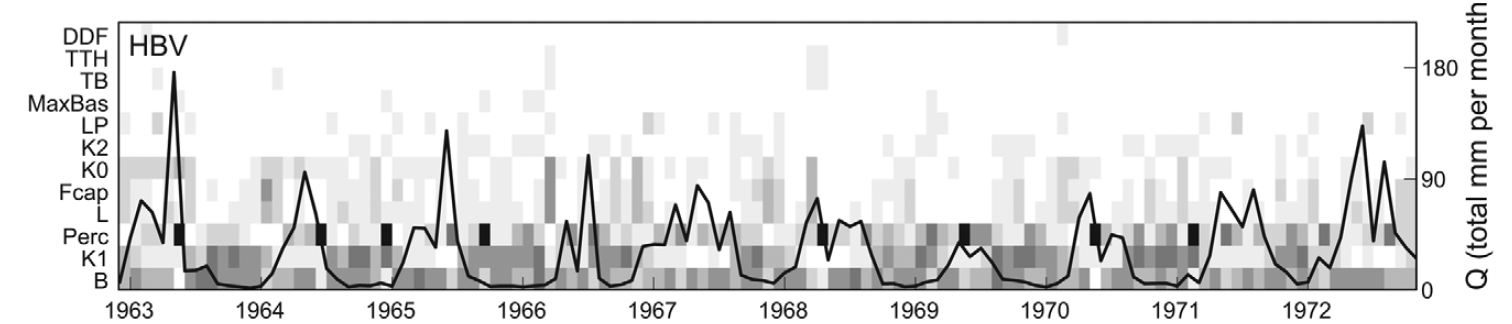 HBV
DDF
TTH
TB
MaxBas
LP
K2
K0
Fcap
L
Perc
K1
B
180
90
0
Q (total mm per month)
1963 1964 1965 1966 1967 1968 1969 1970 1971 1972